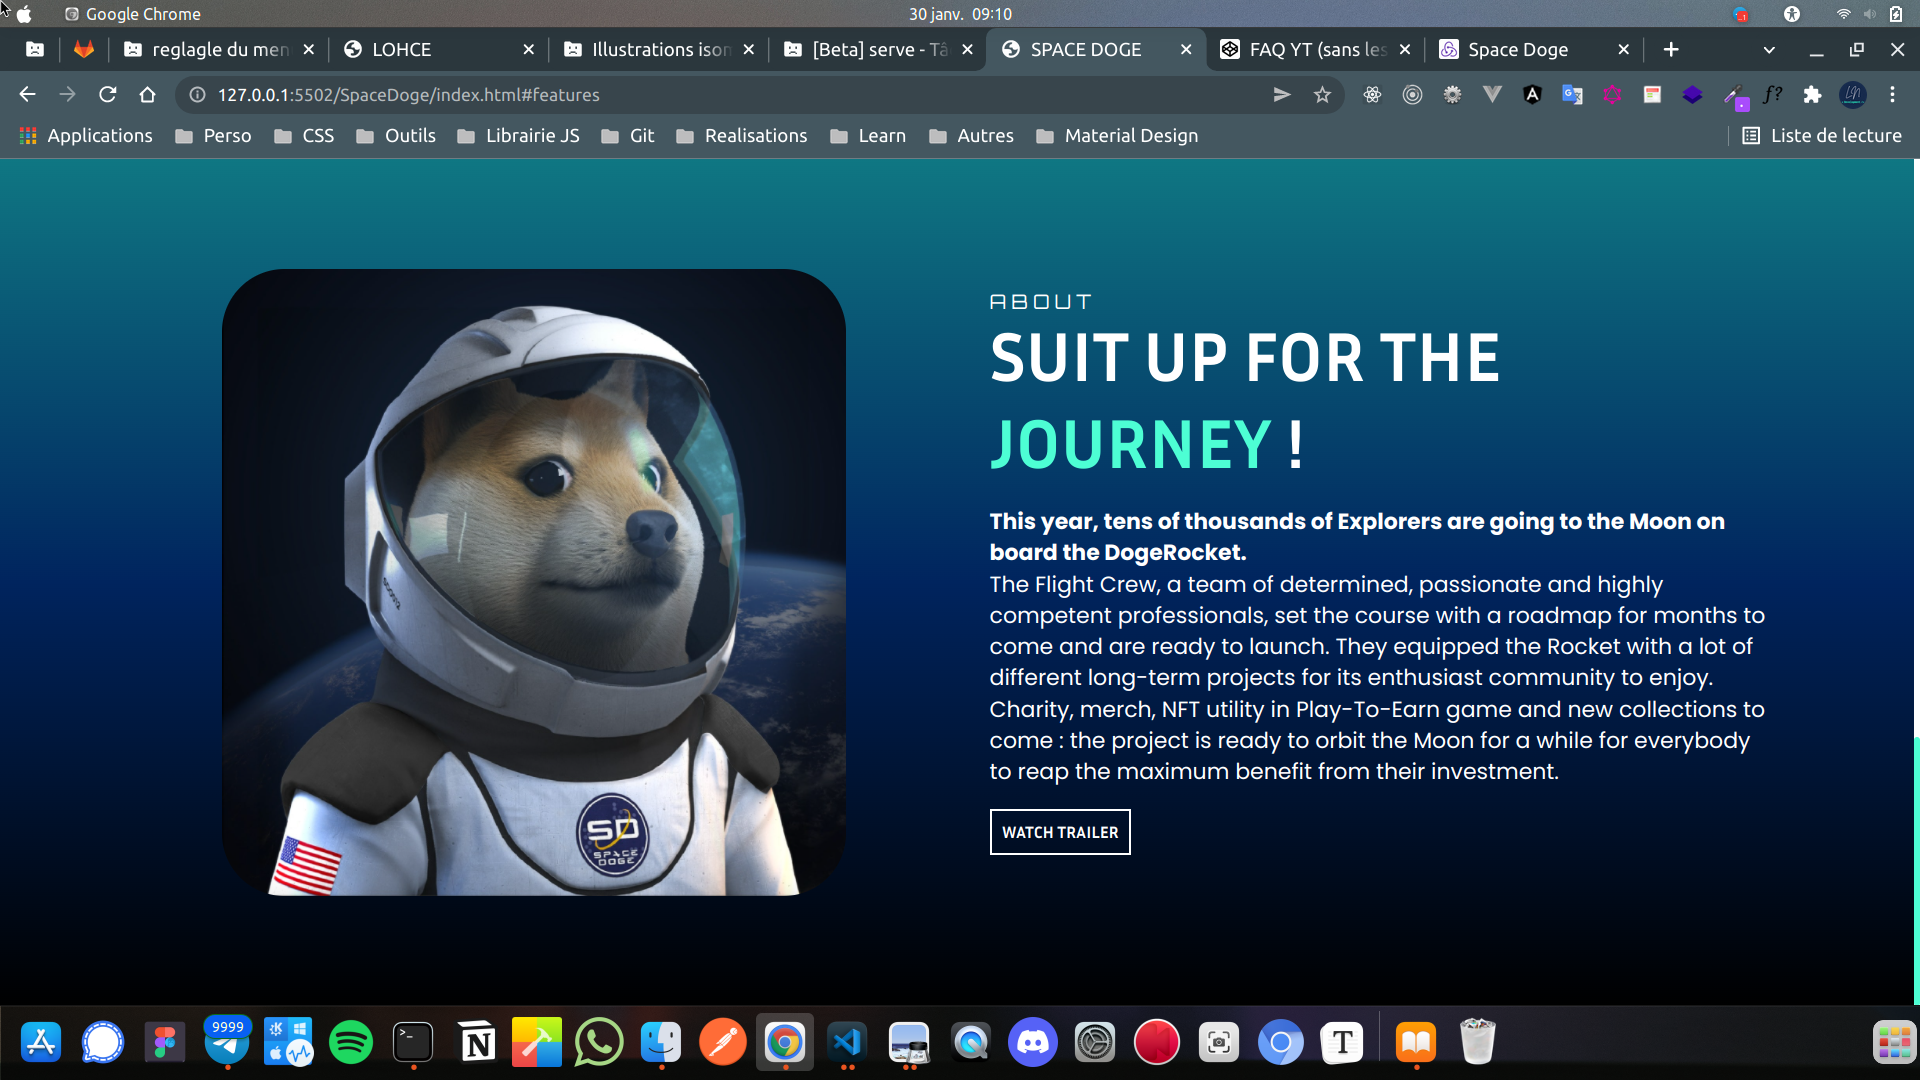 Google Chrome
30 janv. 09:10
reglagle du men
LOHCE
Illustrations ison
[Beta] serve - Tâ
SPACE DOGE
FAQ YT (sans les
Space Doge
127.0.0.1:5502/SpaceDoge/index.html#features
f?
Applications
Perso
CSS
Outils
Librairie JS
Git
Realisations
Learn
Autres
Material Design
Liste de lecture
ABOUT
SUIT UP FOR THE
JOURNEY !
This year, tens of thousands of Explorers are going to the Moon on
board the DogeRocket.
The Flight Crew, a team of determined, passionate and highly
competent professionals, set the course with a roadmap for months to
come and are ready to launch. They equipped the Rocket with a lot of
different long-term projects for its enthusiast community to enjoy.
Charity, merch, NFT utility in Play-To-Earn game and new collections to
come : the project is ready to orbit the Moon for a while for everybody
to reap the maximum benefit from their investment.
WATCH TRAILER
SD
SPACE
DOGE
9999